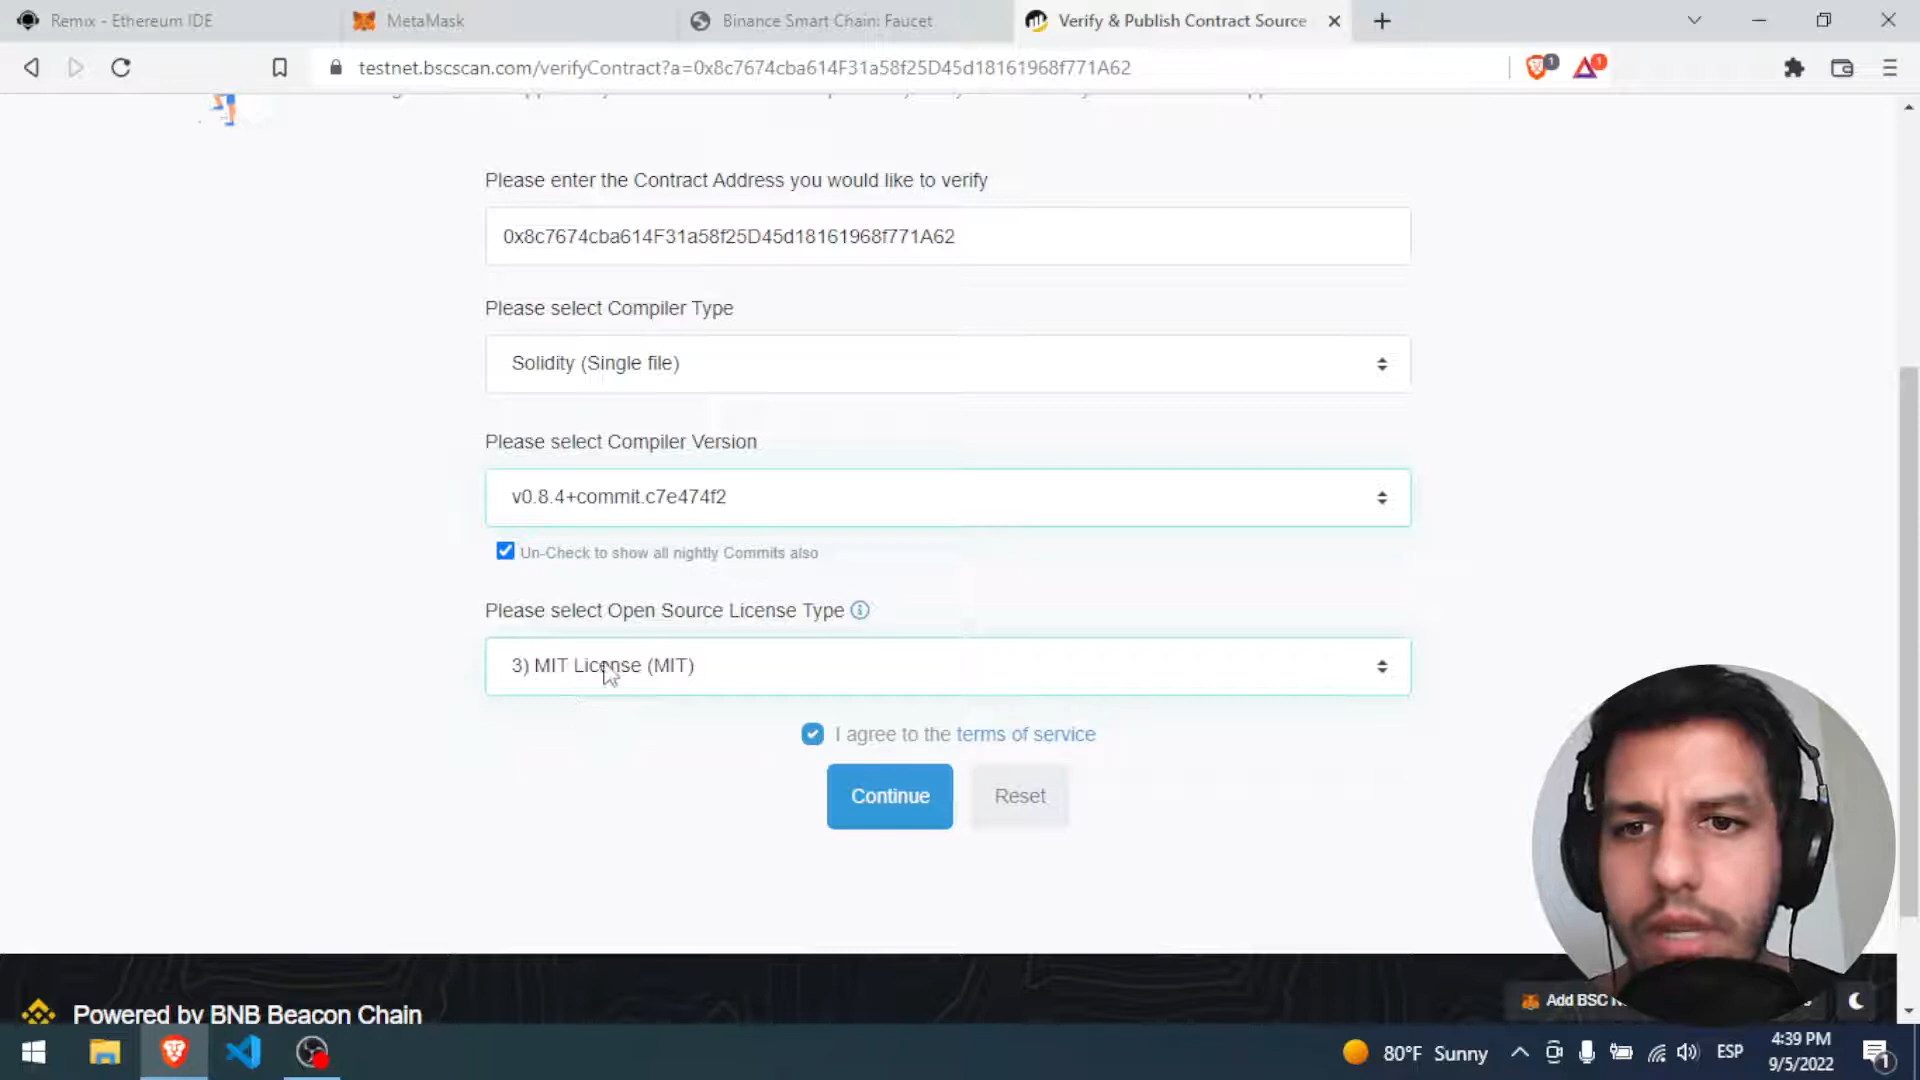 Remix - Ethereum IDE
MetaMask
Binance Smart Chain: Faucet
Verify & Publish Contract Source
testnet.bscscan.com/verifyContract?a=0x8c7674cba614F31a58f25D45d18161968f771A62
1
1
Please enter the Contract Address you would like to verify
0x8c7674cba614F31a58f25D45d18161968f771A62
Please select Compiler Type
Solidity (Single file)
Please select Compiler Version
v0.8.4+commit.c7e474f2
Un-Check to show all nightly Commits also
Please select Open Source License Type
3) MIT License (MIT)
I agree to the terms of service
Continue
Reset
Add BSC
Powered by BNB Beacon Chain
80°F Sunny
ESP
4:39 PM
9/5/2022
1